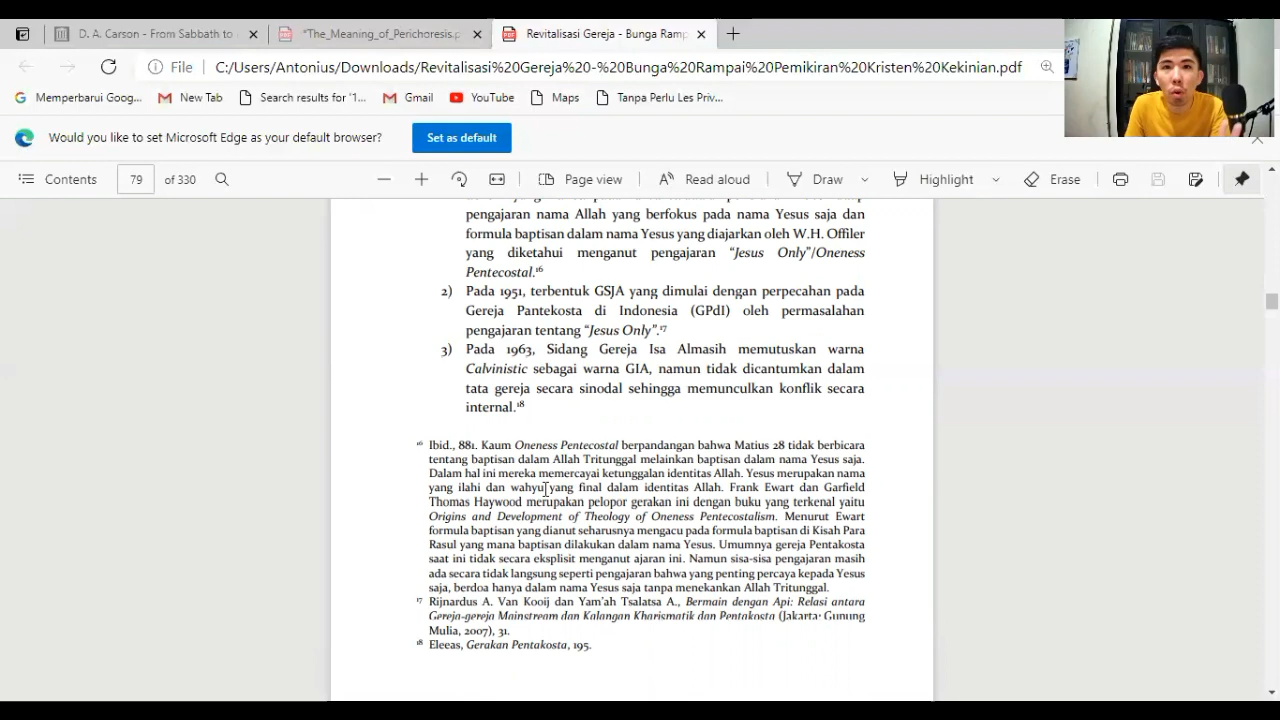 D. A. Carson - From Sabbath to
"The_Meaning_of_Perichoresis.p
Revitalisasi Gereja - Bunga Ramp
File C:/Users/Antonius/Downloads/Revitalisasi%20Gereja%20-%20Bunga%20Rampai%20Pemikiran%20Kristen%20Kekinian.pdf
Memperbarui Goog... New Tab Search results for '1... Gmail YouTube Maps Tanpa Perlu Les Priv...
Would you like to set Microsoft Edge as your default browser? Set as default
Contents 79 of 330 Page view Read aloud Draw Highlight Erase
pengajaran nama Allah yang berfokus pada nama Yesus saja dan
formula baptisan dalam nama Yesus yang diajarkan oleh W.H. Offiler
yang diketahui menganut pengajaran "Jesus Only"/Oneness
Pentecostal.16
2) Pada 1951, terbentuk GSJA yang dimulai dengan perpecahan pada
Gereja Pantekosta di Indonesia (GPdI) oleh permasalahan
pengajaran tentang "Jesus Only".17
3) Pada 1963, Sidang Gereja Isa Almasih memutuskan warna
Calvinistic sebagai warna GIA, namun tidak dicantumkan dalam
tata gereja secara sinodal sehingga memunculkan konflik secara
internal.18
16 Ibid., 881. Kaum Oneness Pentecostal berpandangan bahwa Matius 28 tidak berbicara
tentang baptisan dalam Allah Tritunggal melainkan baptisan dalam nama Yesus saja.
Dalam hal ini mereka memercayai ketunggalan identitas Allah. Yesus merupakan nama
yang ilahi dan wahyu yang final dalam identitas Allah. Frank Ewart dan Garfield
Thomas Haywood merupakan pelopor gerakan ini dengan buku yang terkenal yaitu
Origins and Development of Theology of Oneness Pentecostalism. Menurut Ewart
formula baptisan yang dianut seharusnya mengacu pada formula baptisan di Kisah Para
Rasul yang mana baptisan dilakukan dalam nama Yesus. Umumnya gereja Pantakosta
saat ini tidak secara eksplisit menganut ajaran ini. Namun sisa-sisa pengajaran masih
ada secara tidak langsung seperti pengajaran bahwa yang penting percaya kepada Yesus
saja, berdoa hanya dalam nama Yesus saja tanpa menekankan Allah Tritunggal.
17 Rijnardus A. Van Kooij dan Yam'ah Tsalatsa A., Bermain dengan Api: Relasi antara
Gereja-gereja Mainstream dan Kalangan Kharismatik dan Pentakosta (Jakarta: Gunung
Mulia, 2007), 31.
18 Eleeas, Gerakan Pentakosta, 195.